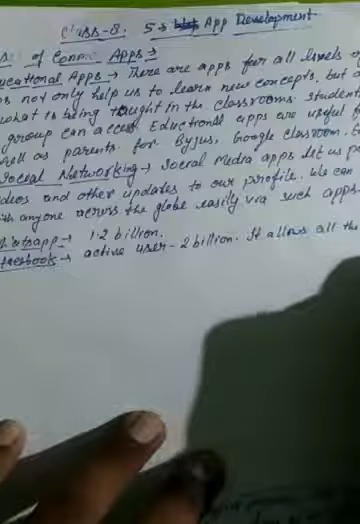 Class-8. 5→ App Development
of Comm: Apps→
ucational Apps → There are apps for all levels
not only help us to learn new concepts, but a
what is being taught in the classrooms. Student
group can access Eductional apps are useful f
well as parents for Byjus, Google Classroom.
Social Networking → Social Media apps let us p
deos and other updates to our profile. We can
ith anyone across the globe easily via such apps.
hatsapp → 1.2 billion.
Facebook → active user - 2 billion. It allows all the